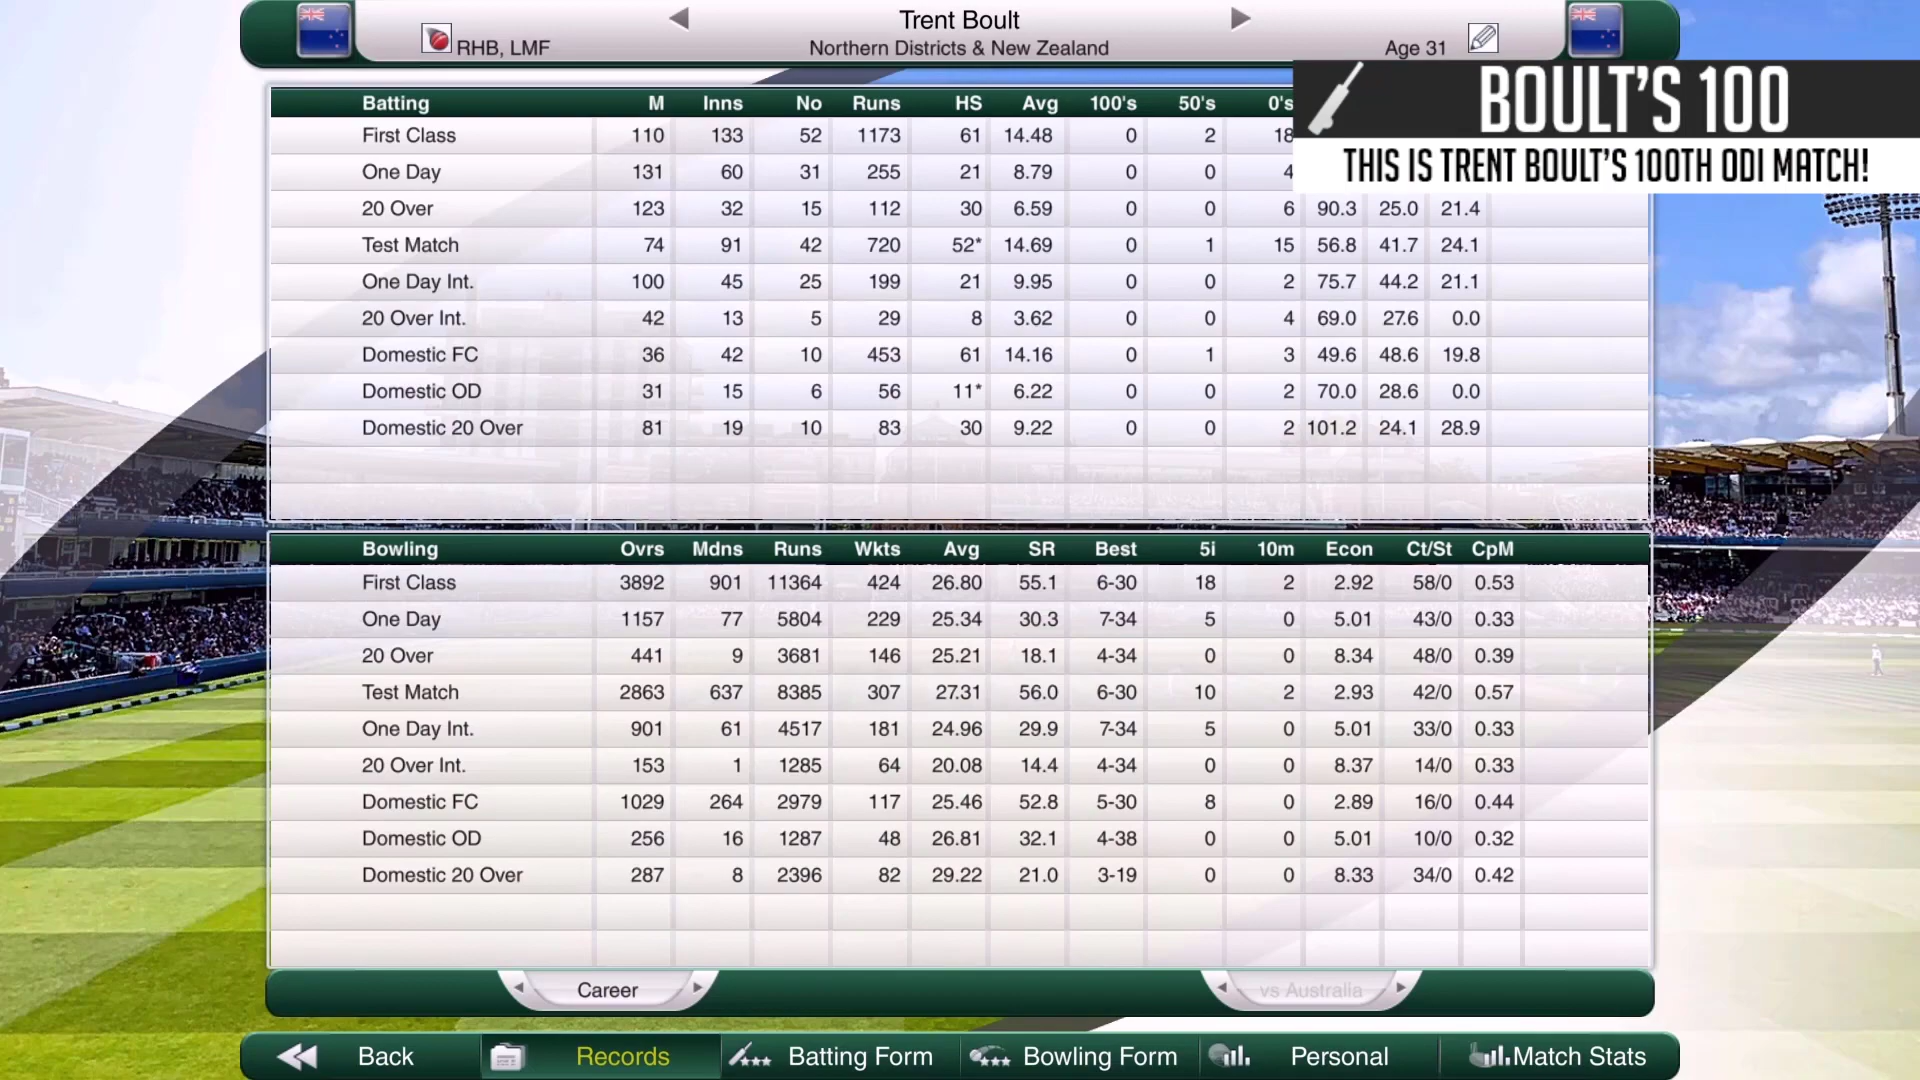 Trent Boult
RHB, LMF
Northern Districts & New Zealand
Age 31
BOULT'S 100
THIS IS TRENT BOULT'S 100TH ODI MATCH!
Batting M Inns No Runs HS Avg 100's 50's 0's
First Class 110 133 52 1173 61 14.48 0 2 18
One Day 131 60 31 255 21 8.79 0 0 4
20 Over 123 32 15 112 30 6.59 0 0 6 90.3 25.0 21.4
Test Match 74 91 42 720 52* 14.69 0 1 15 56.8 41.7 24.1
One Day Int. 100 45 25 199 21 9.95 0 0 2 75.7 44.2 21.1
20 Over Int. 42 13 5 29 8 3.62 0 0 4 69.0 27.6 0.0
Domestic FC 36 42 10 453 61 14.16 0 1 3 49.6 48.6 19.8
Domestic OD 31 15 6 56 11* 6.22 0 0 2 70.0 28.6 0.0
Domestic 20 Over 81 19 10 83 30 9.22 0 0 2 101.2 24.1 28.9
Bowling Ovrs Mdns Runs Wkts Avg SR Best 5i 10m Econ Ct/St CpM
First Class 3892 901 11364 424 26.80 55.1 6-30 18 2 2.92 58/0 0.53
One Day 1157 77 5804 229 25.34 30.3 7-34 5 0 5.01 43/0 0.33
20 Over 441 9 3681 146 25.21 18.1 4-34 0 0 8.34 48/0 0.39
Test Match 2863 637 8385 307 27.31 56.0 6-30 10 2 2.93 42/0 0.57
One Day Int. 901 61 4517 181 24.96 29.9 7-34 5 0 5.01 33/0 0.33
20 Over Int. 153 1 1285 64 20.08 14.4 4-34 0 0 8.37 14/0 0.33
Domestic FC 1029 264 2979 117 25.46 52.8 5-30 8 0 2.89 16/0 0.44
Domestic OD 256 16 1287 48 26.81 32.1 4-38 0 0 5.01 10/0 0.32
Domestic 20 Over 287 8 2396 82 29.22 21.0 3-19 0 0 8.33 34/0 0.42
Career
vs Australia
Back Records Batting Form Bowling Form Personal Match Stats